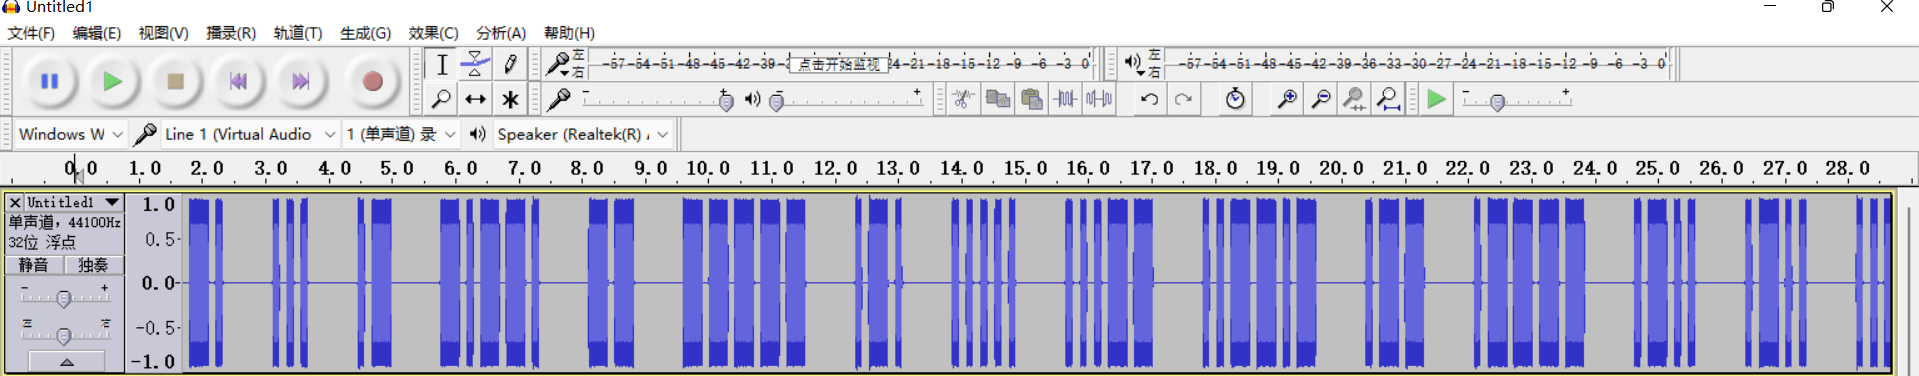 Untitled1
文件(F) 编辑(E) 视图(V) 播录(R) 轨道(T) 生成(G) 效果(C) 分析(A) 帮助(H)
左 -57-54-51-48-45-42-39- 点击开始监视 24-21-18-15-12 -9 -6 -3 0
右
左 -57-54-51-48-45-42-39-36-33-30-27-24-21-18-15-12 -9 -6 -3 0
右
- +
- +
- +
Windows W Line 1 (Virtual Audio 1 (单声道) 录 Speaker (Realtek(R)
0.0 1.0 2.0 3.0 4.0 5.0 6.0 7.0 8.0 9.0 10.0 11.0 12.0 13.0 14.0 15.0 16.0 17.0 18.0 19.0 20.0 21.0 22.0 23.0 24.0 25.0 26.0 27.0 28.0
Untitled1 1.0
单声道, 44100Hz
32位 浮点 0.5
静音 独奏
- + 0.0
左 右 -0.5
-1.0